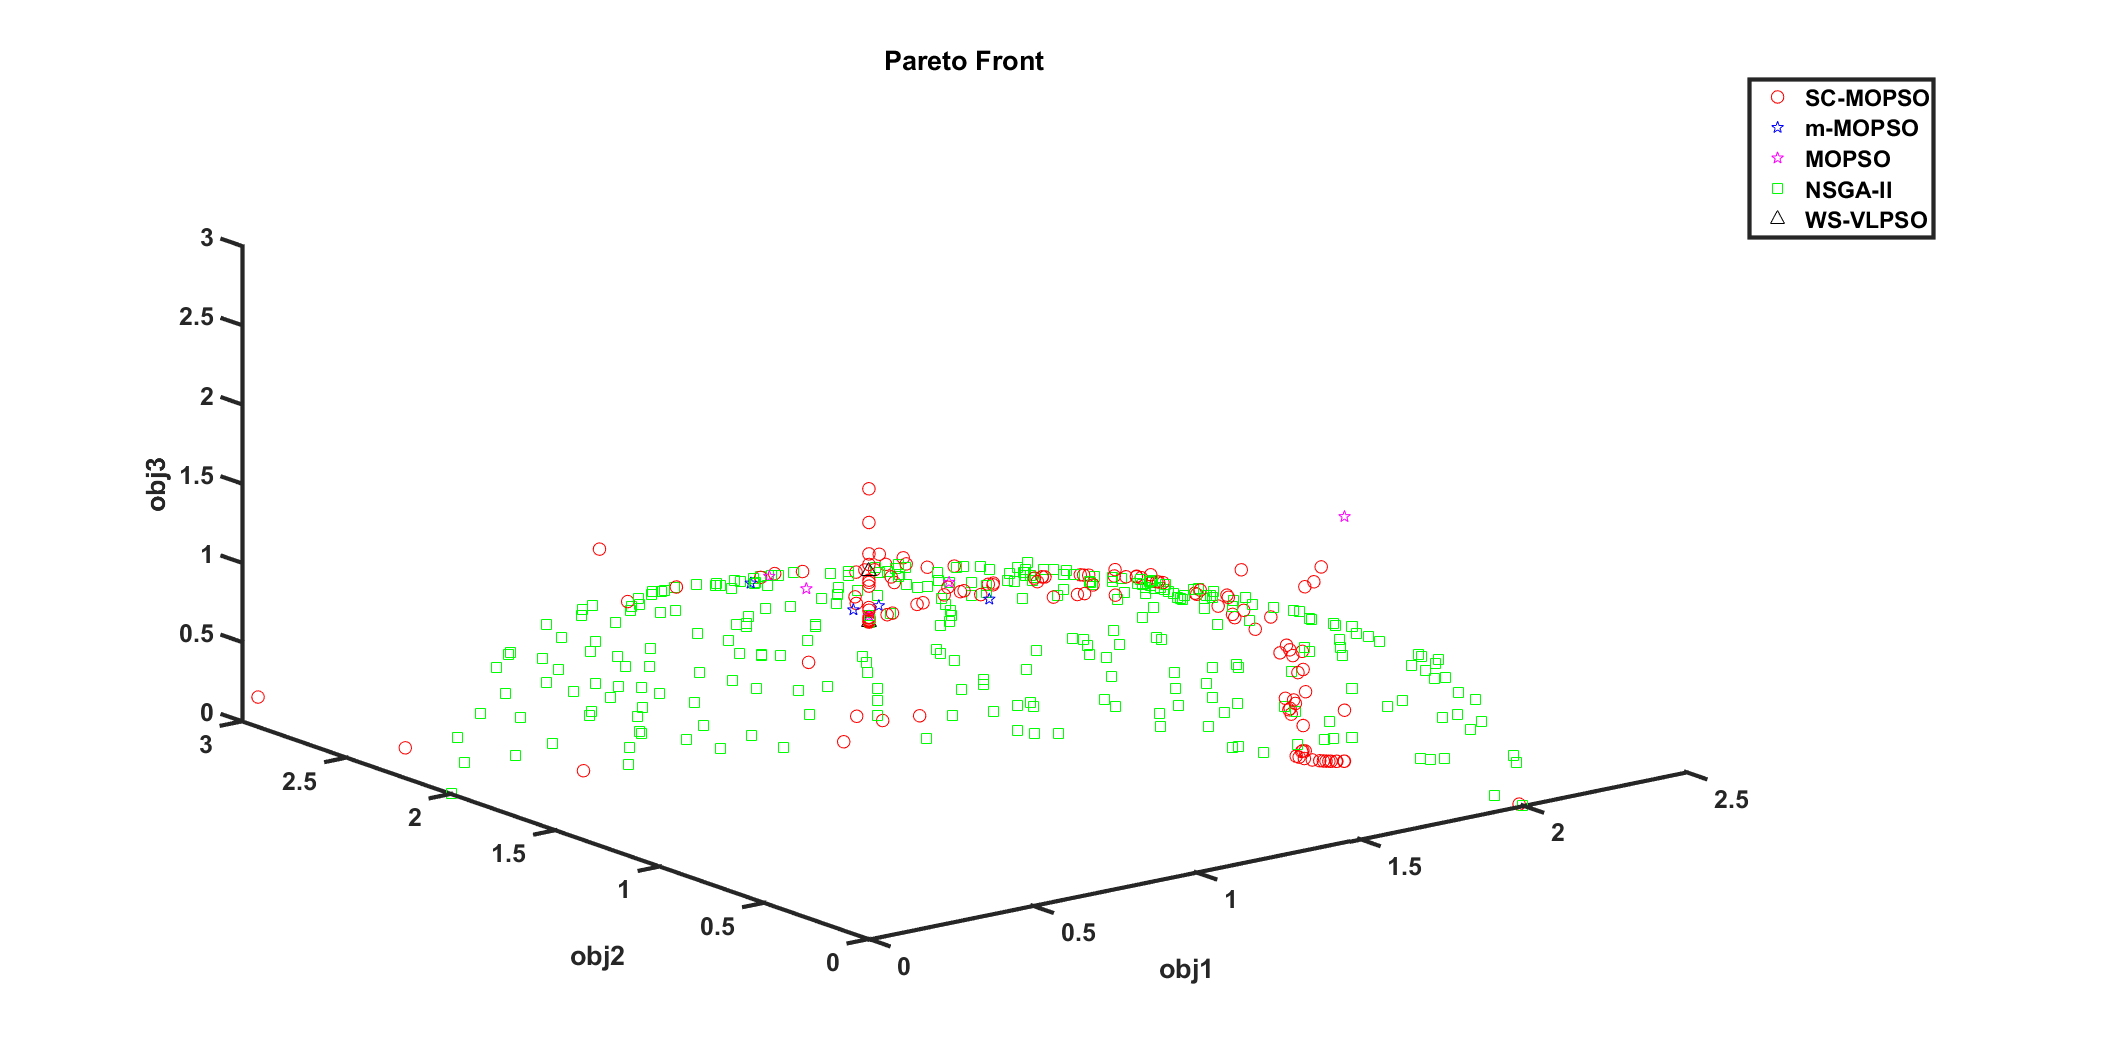 Pareto Front
SC-MOPSO
m-MOPSO
MOPSO
NSGA-II
WS-VLPSO
3
2.5
2
1.5
1
0.5
0
obj3
3
2.5
2
1.5
1
0.5
0
obj2
0
0.5
1
1.5
2
2.5
obj1